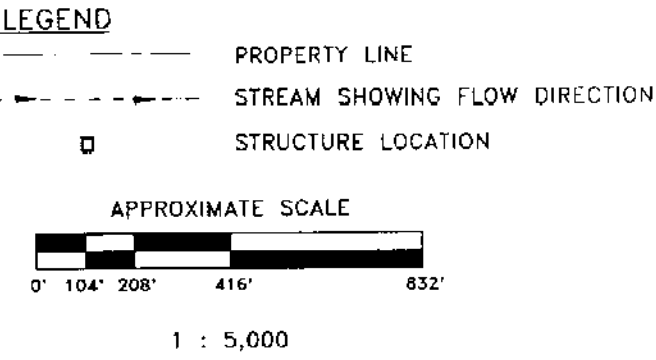 LEGEND
PROPERTY LINE
STREAM SHOWING FLOW DIRECTION
STRUCTURE LOCATION
APPROXIMATE SCALE
0' 104' 208' 416' 832'
1 : 5,000